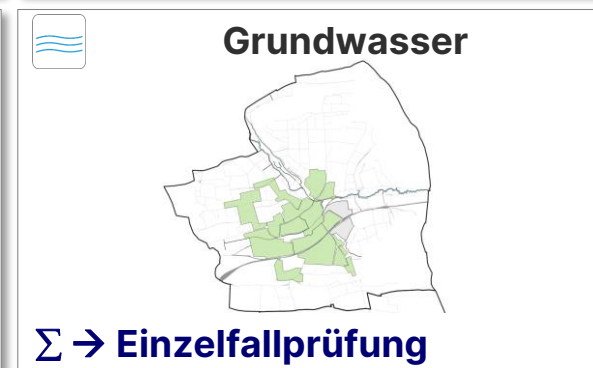 Grundwasser
∑ → Einzelfallprüfung